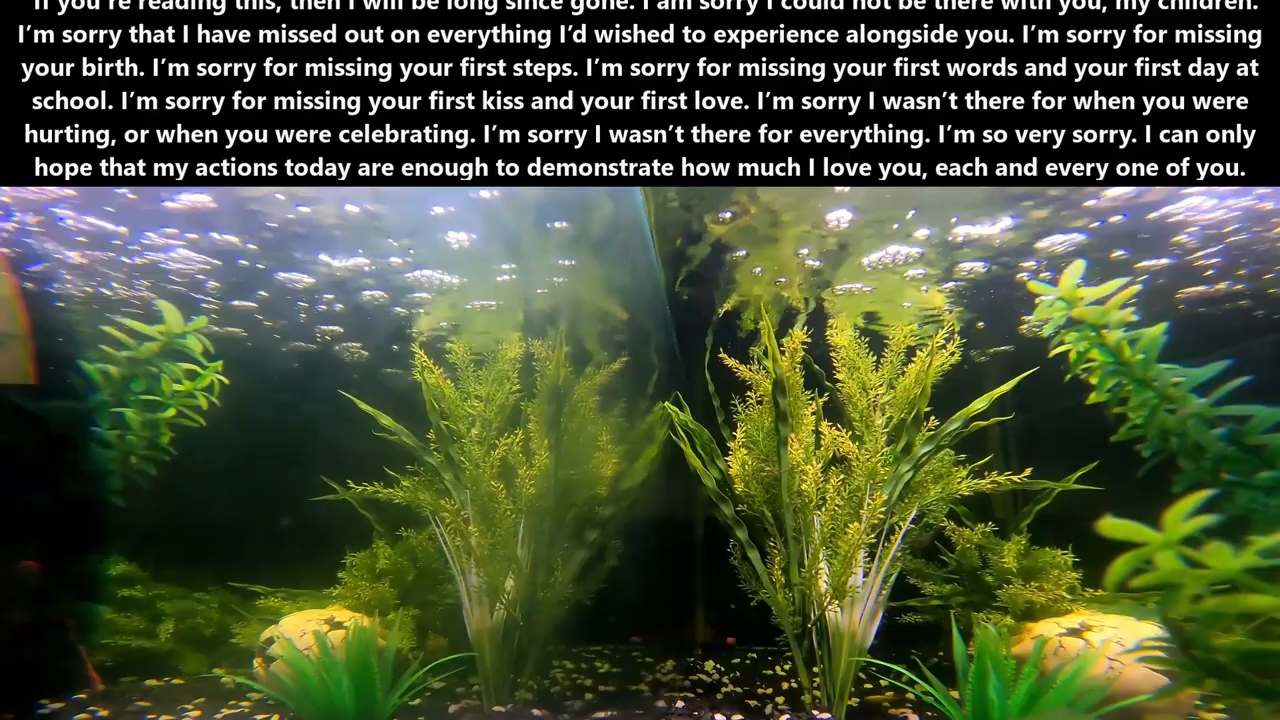 If you're reading this, then I will be long since gone. I am sorry I could not be there with you, my children.
I'm sorry that I have missed out on everything I'd wished to experience alongside you. I'm sorry for missing
your birth. I'm sorry for missing your first steps. I'm sorry for missing your first words and your first day at
school. I'm sorry for missing your first kiss and your first love. I'm sorry I wasn't there for when you were
hurting, or when you were celebrating. I'm sorry I wasn't there for everything. I'm so very sorry. I can only
hope that my actions today are enough to demonstrate how much I love you, each and every one of you.